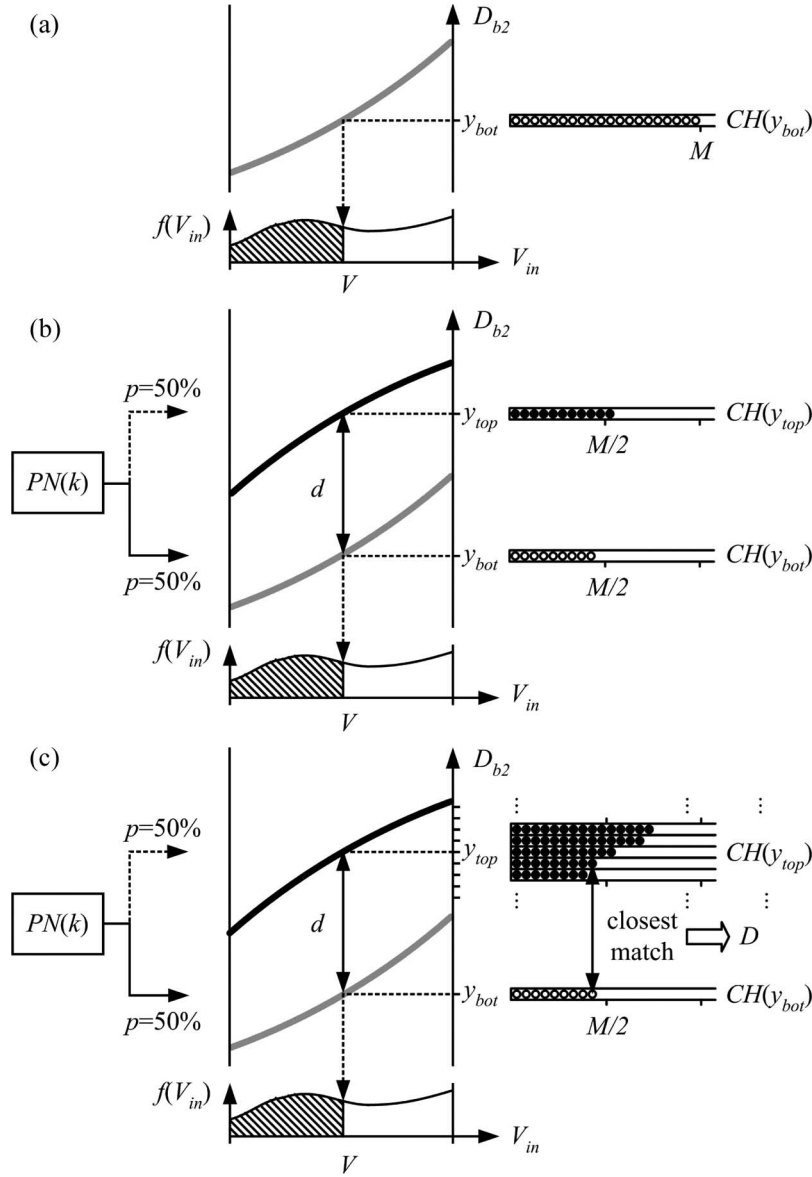 (a)
D_b2
y_bot
CH(y_bot)
M
f(V_in)
V
V_in
(b)
D_b2
p=50%
PN(k)
p=50%
d
y_top
CH(y_top)
M/2
y_bot
CH(y_bot)
M/2
f(V_in)
V
V_in
(c)
D_b2
p=50%
PN(k)
p=50%
d
y_top
CH(y_top)
closest
match
D
y_bot
CH(y_bot)
M/2
f(V_in)
V
V_in